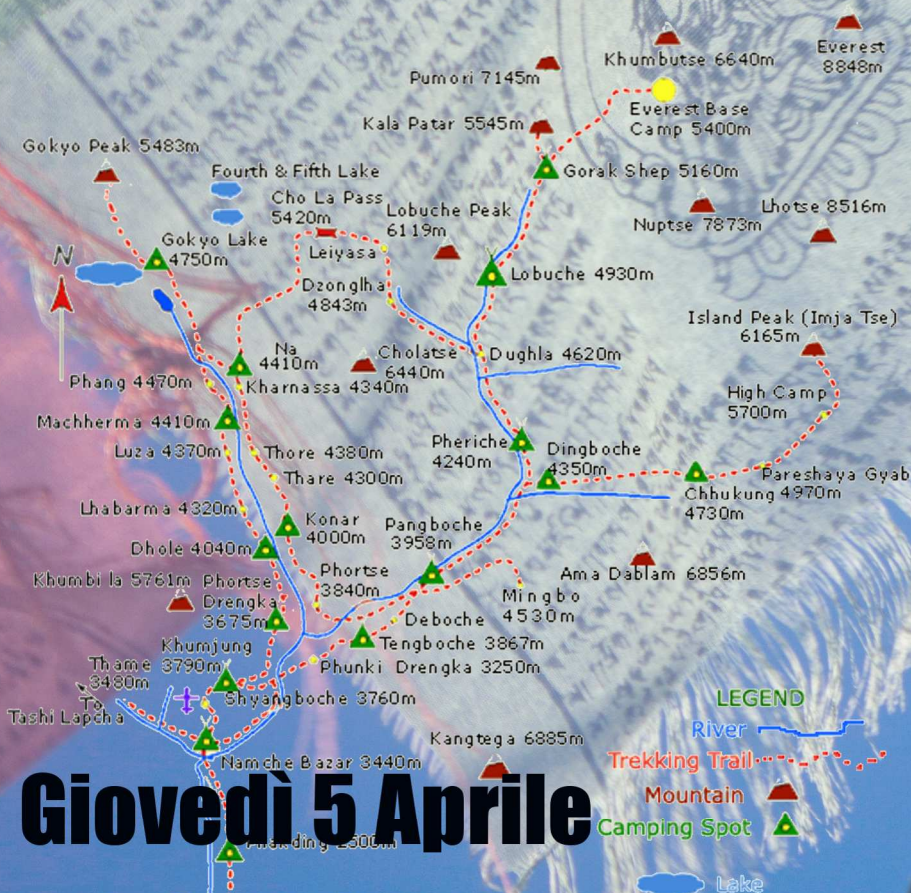 Everest
8848m
Khumbutse 6640m
Pumori 7145m
Everest Base
Camp 5400m
Kala Patar 5545m
Gokyo Peak 5483m
Gorak Shep 5160m
Fourth & Fifth Lake
Cho La Pass
5420m
Lobuche Peak
6119m
Nuptse 7873m
Lhotse 8516m
Gokyo Lake
4750m
N
Leiyasa
Lobuche 4930m
Dzonglha
4843m
Island Peak (Imja Tse)
6165m
Na
4410m
Cholatse
6440m
Dughla 4620m
Phang 4470m
Kharnassa 4340m
High Camp
5700m
Machherma 4410m
Luza 4370m
Thore 4380m
Pheriche
4240m
Dingboche
4350m
Thare 4300m
Pareshaya Gyab
4970m
Chhukung
4730m
Lhabarma 4320m
Konar
4000m
Pangboche
3958m
Dhole 4040m
Khumbi la 5761m
Phortse
Drengka
3675m
Phortse
3840m
Ama Dablam 6856m
Mingbo
4530m
Deboche
Tengboche 3867m
Khumjung
3790m
Phunki Drengka 3250m
Thame
3480m
To
Tashi Lapcha
Shyangboche 3760m
Namche Bazar 3440m
Kangtega 6885m
LEGEND
River
Trekking Trail
Mountain
Camping Spot
Lake
Giovedì 5 Aprile